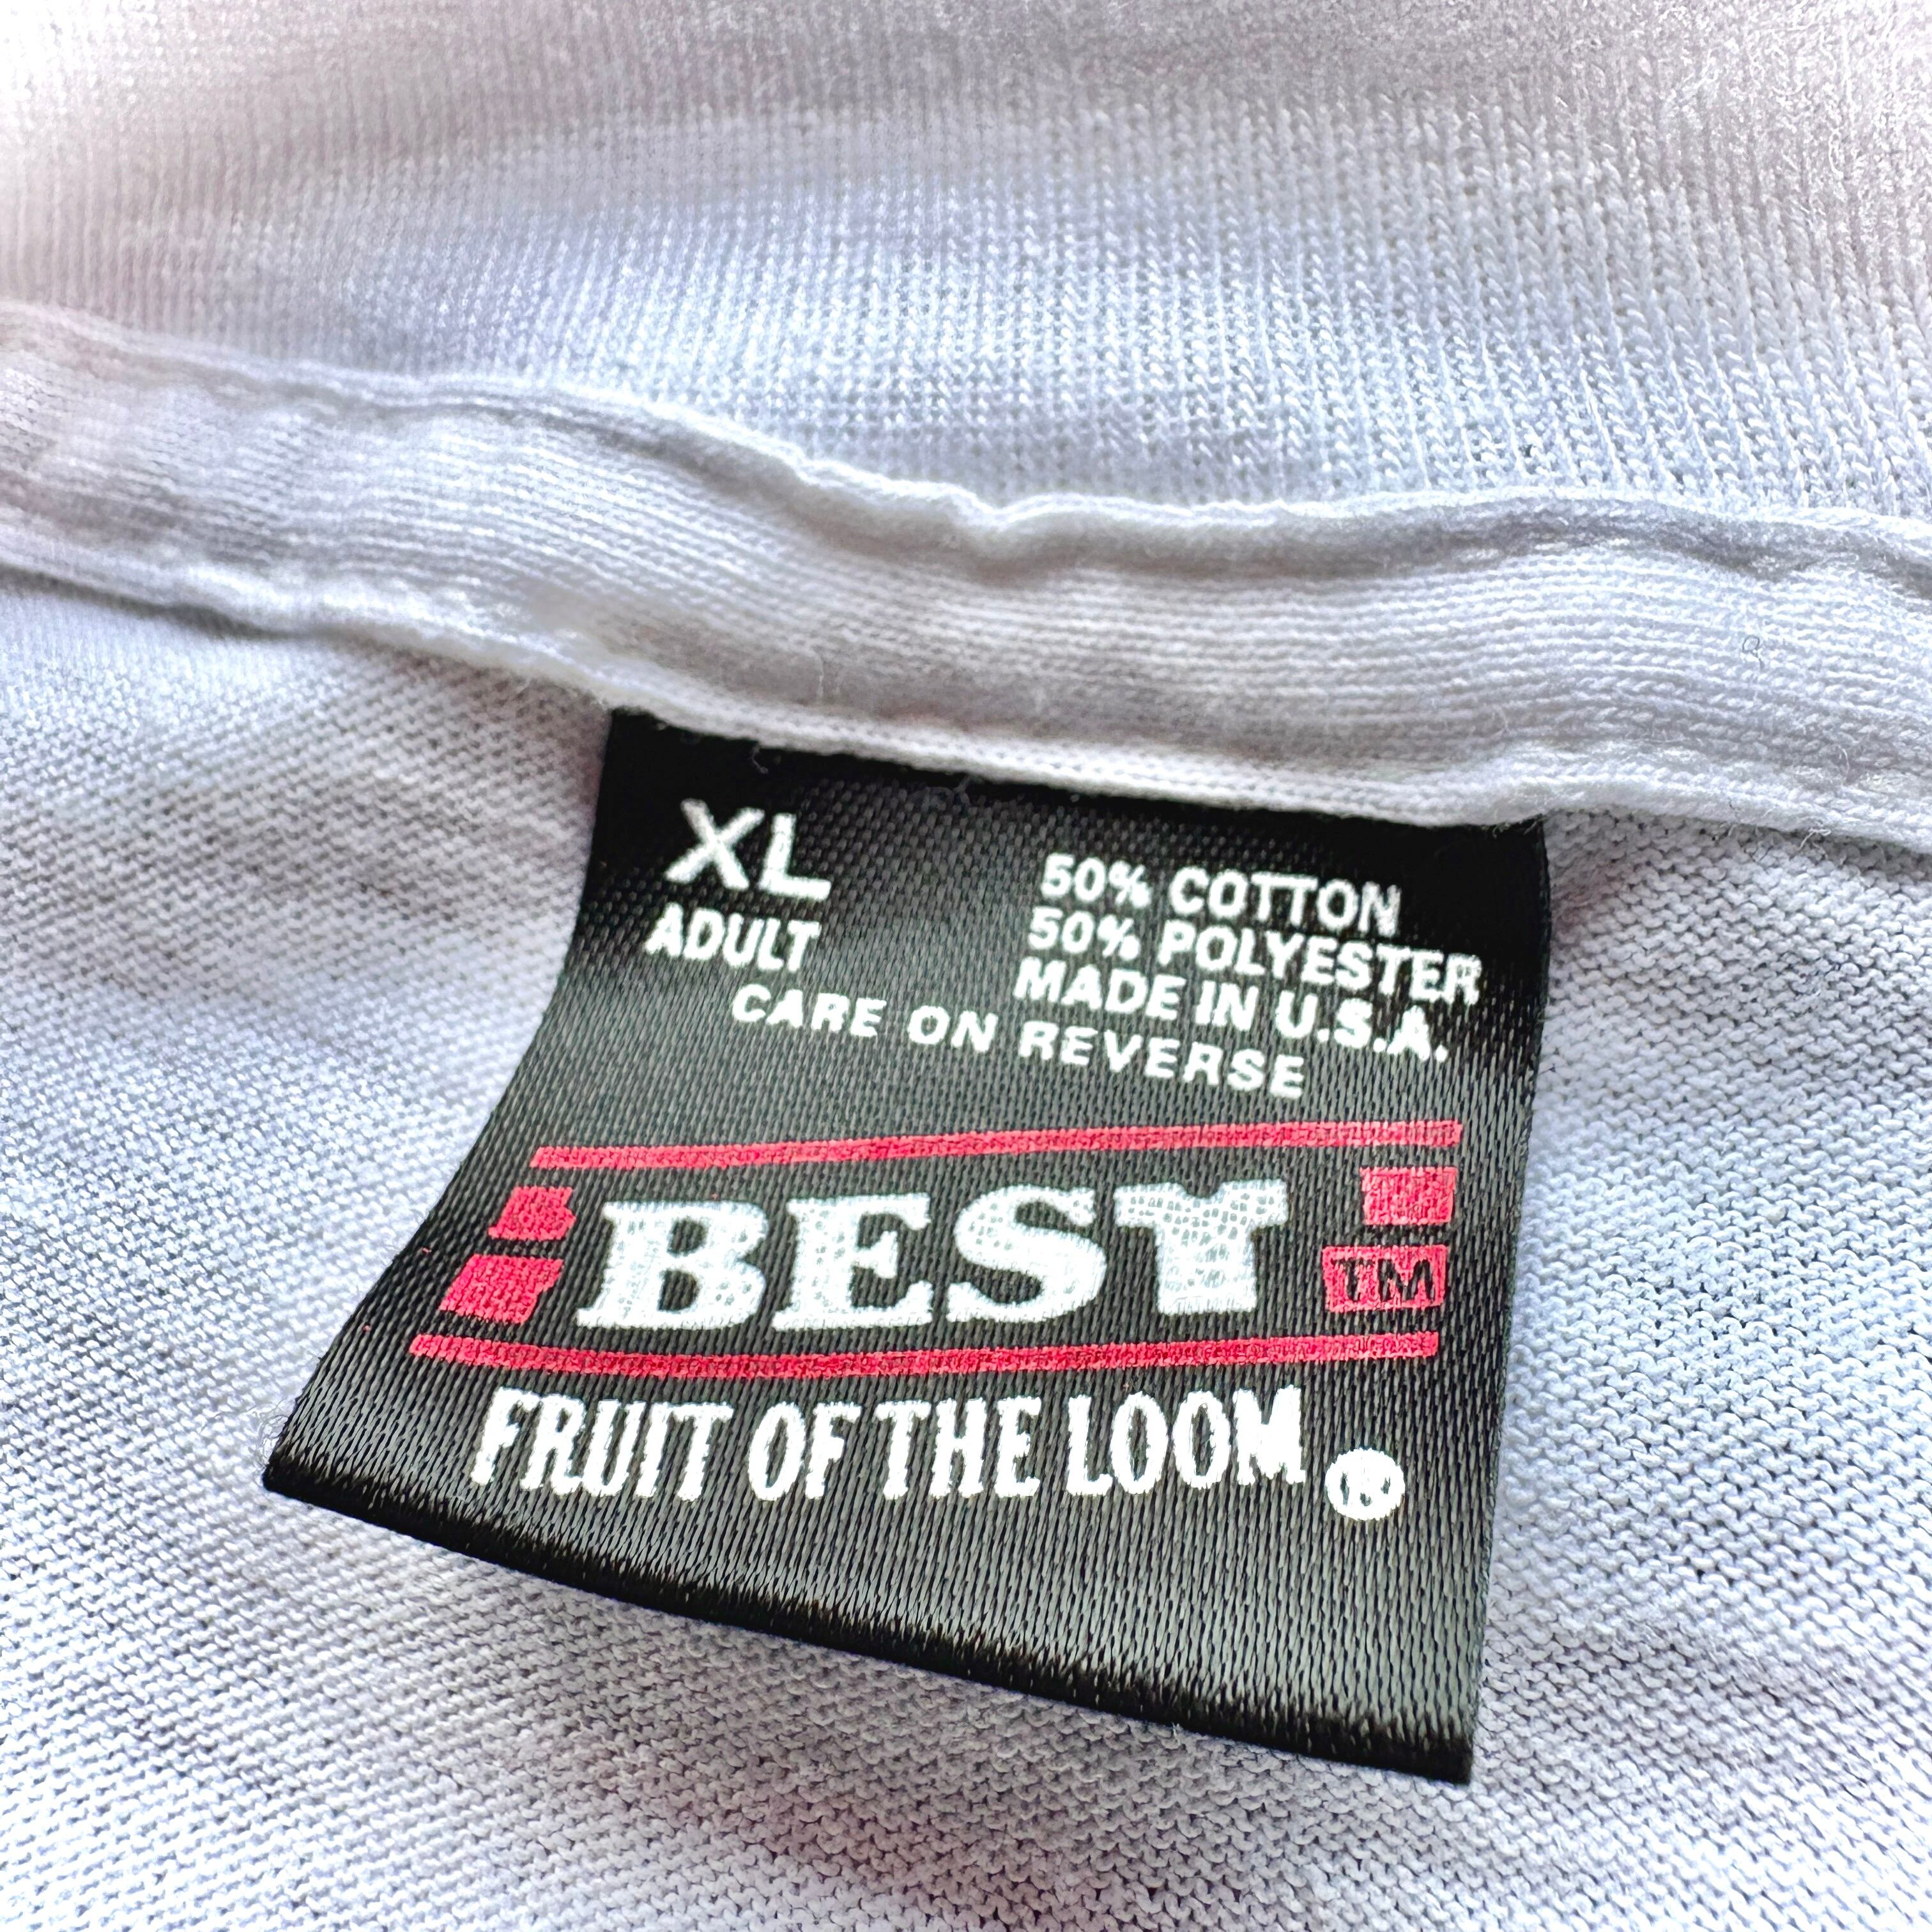 XL
ADULT
50% COTTON
50% POLYESTER
MADE IN U.S.A.
CARE ON REVERSE
BEST
TM
FRUIT OF THE LOOM ®